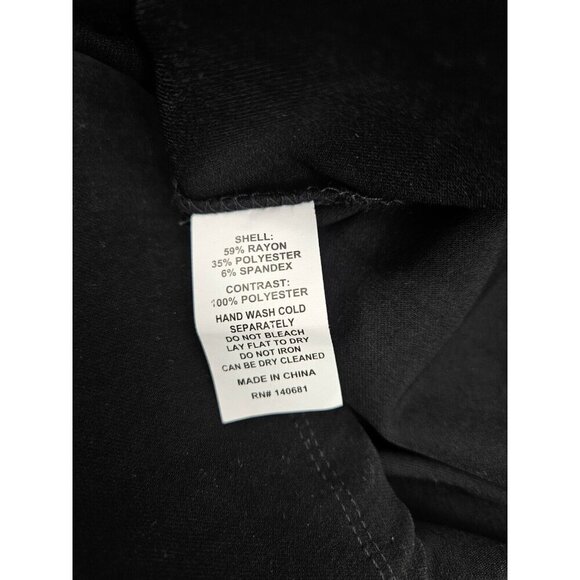 SHELL:
59% RAYON
35% POLYESTER
6% SPANDEX
CONTRAST:
100% POLYESTER
HAND WASH COLD
SEPARATELY
DO NOT BLEACH
LAY FLAT TO DRY
DO NOT IRON
CAN BE DRY CLEANED
MADE IN CHINA
RN# 140681